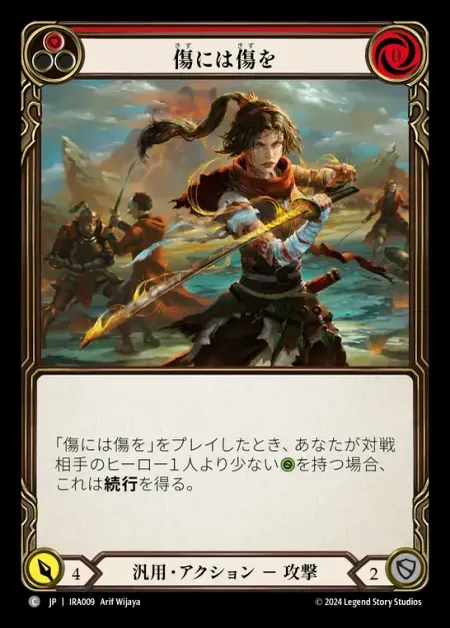 傷には傷を
0
「傷には傷を」をプレイしたとき、あなたが対戦
相手のヒーロー1人より少ないを持つ場合、
これは続行を得る。
4
汎用・アクション － 攻撃
2
C JP | IRA009 Arif Wijaya
© 2024 Legend Story Studios